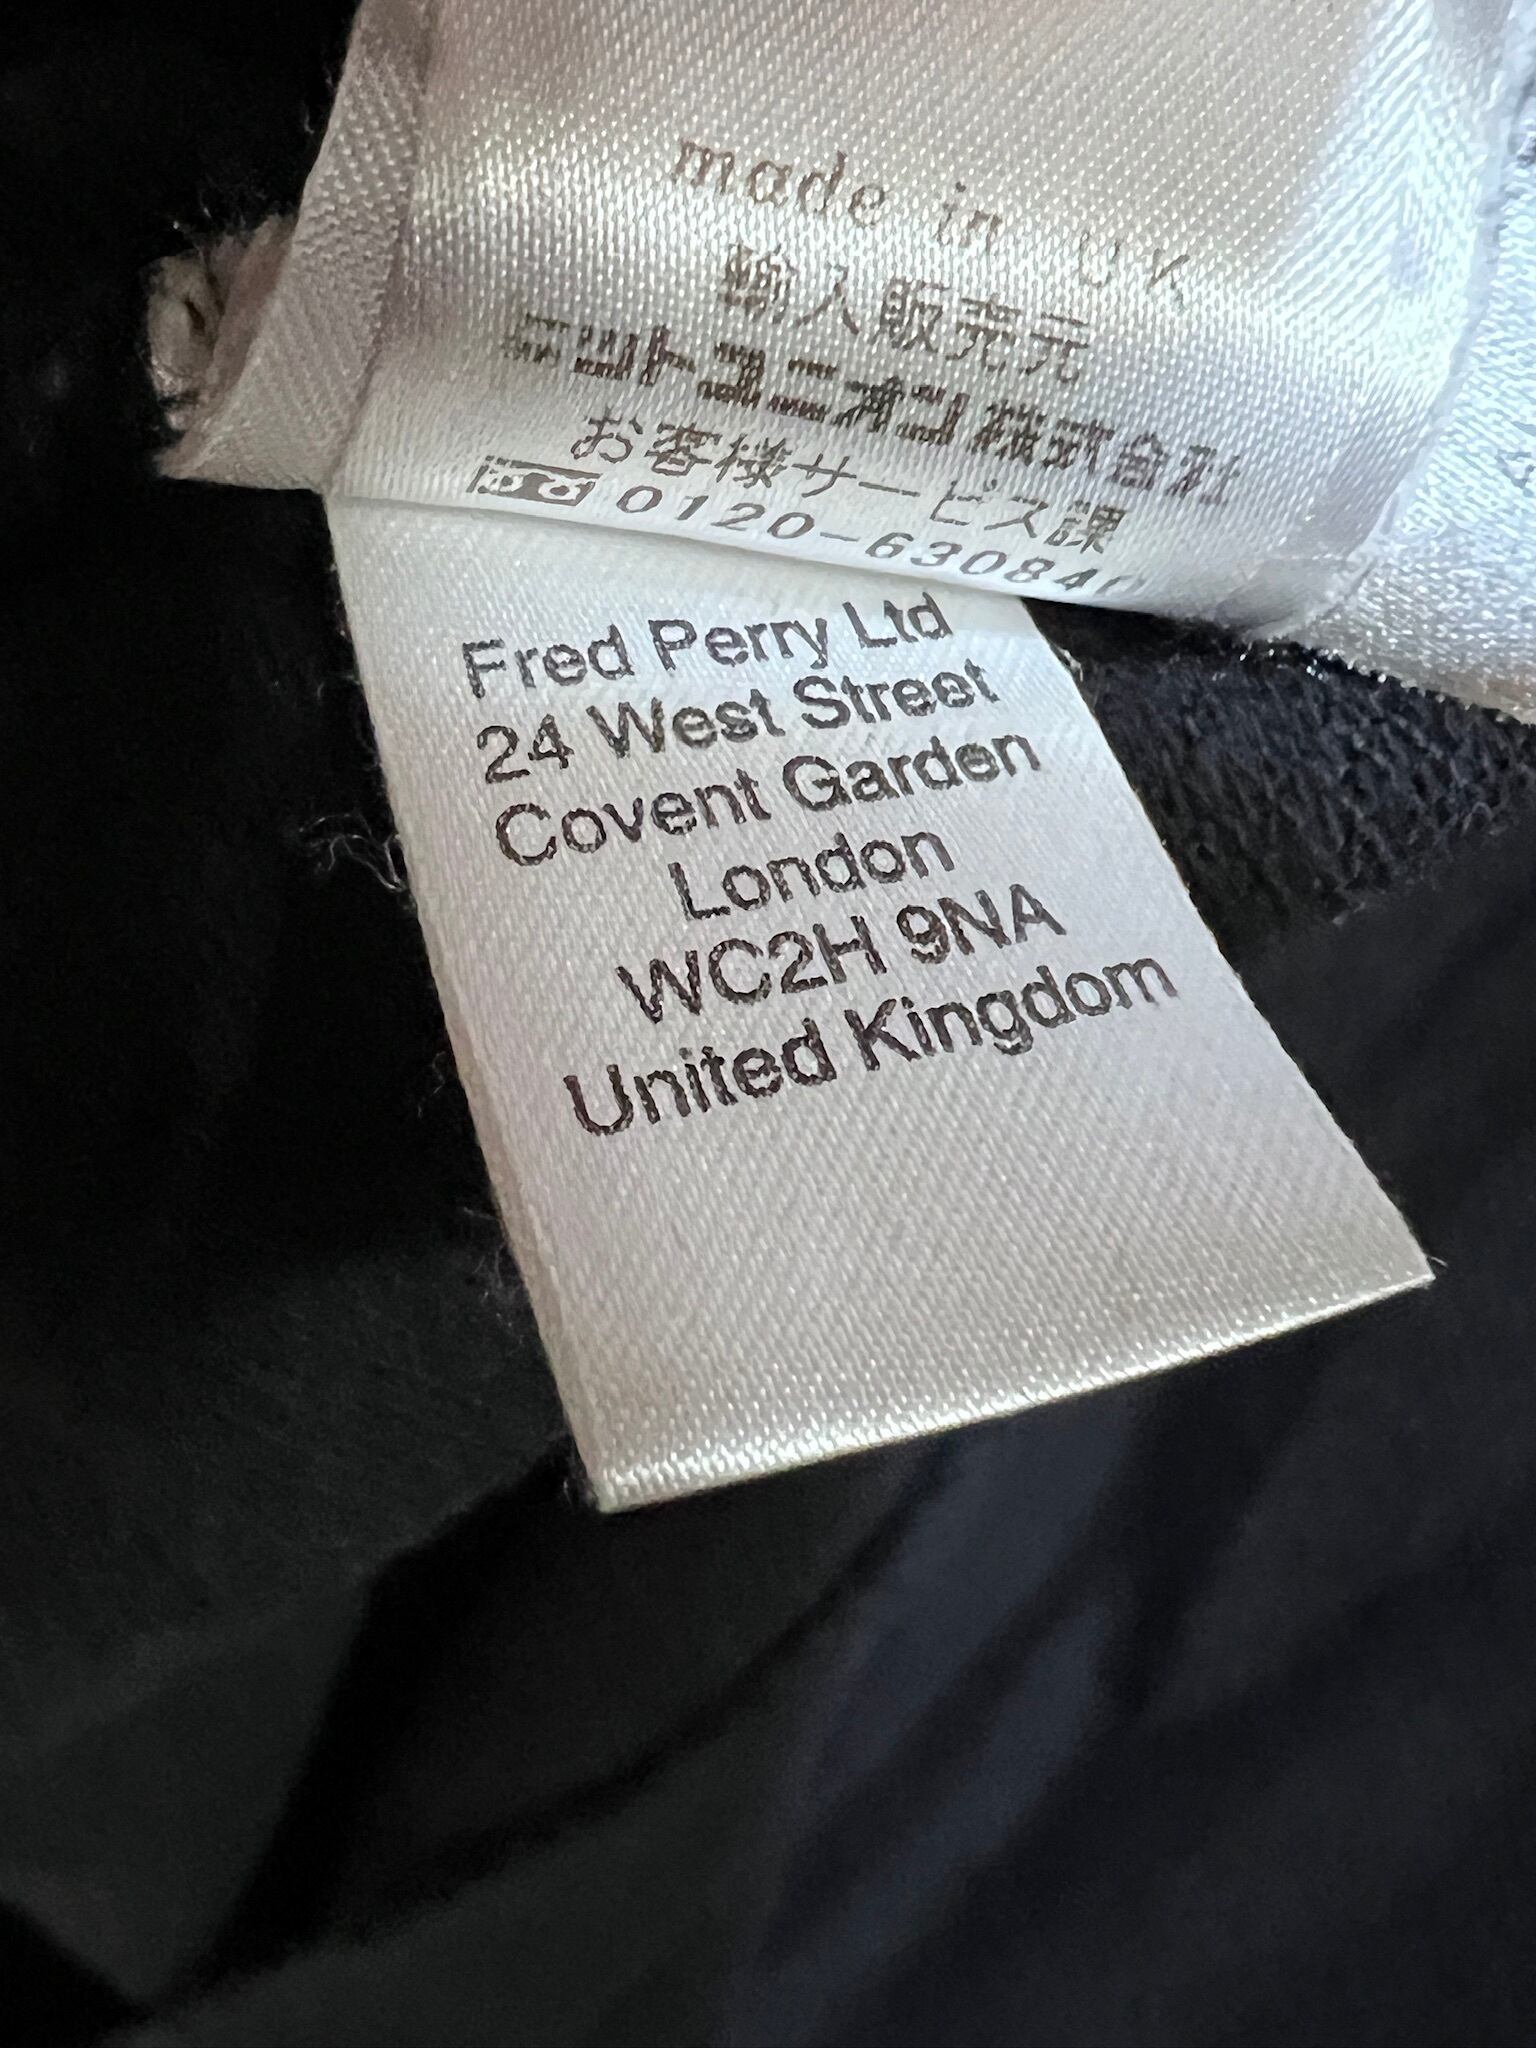 made in U K
輸入販売元
ニットユニオン株式会社
お客様サービス課
0120-630840
Fred Perry Ltd
24 West Street
Covent Garden
London
WC2H 9NA
United Kingdom